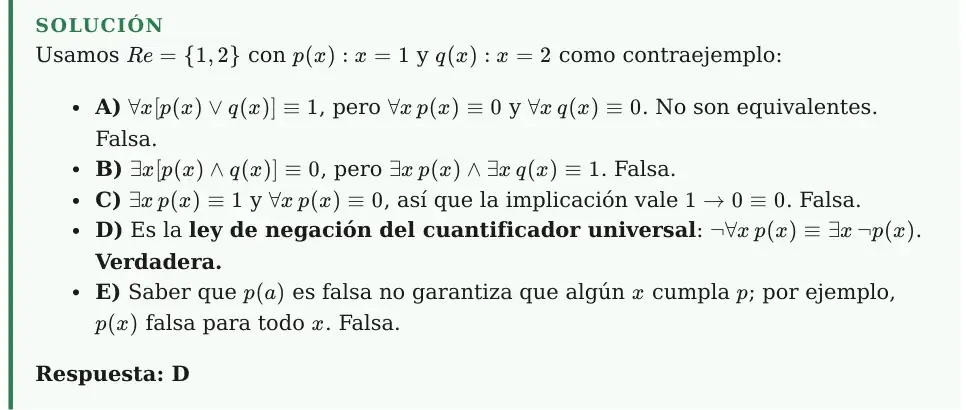 SOLUCIÓN
Usamos Re = {1, 2} con p(x) : x = 1 y q(x) : x = 2 como contraejemplo:
• A) ∀x[p(x) ∨ q(x)] ≡ 1, pero ∀x p(x) ≡ 0 y ∀x q(x) ≡ 0. No son equivalentes.
Falsa.
• B) ∃x[p(x) ∧ q(x)] ≡ 0, pero ∃x p(x) ∧ ∃x q(x) ≡ 1. Falsa.
• C) ∃x p(x) ≡ 1 y ∀x p(x) ≡ 0, así que la implicación vale 1 → 0 ≡ 0. Falsa.
• D) Es la ley de negación del cuantificador universal: ¬∀x p(x) ≡ ∃x ¬p(x).
Verdadera.
• E) Saber que p(a) es falsa no garantiza que algún x cumpla p; por ejemplo,
p(x) falsa para todo x. Falsa.
Respuesta: D